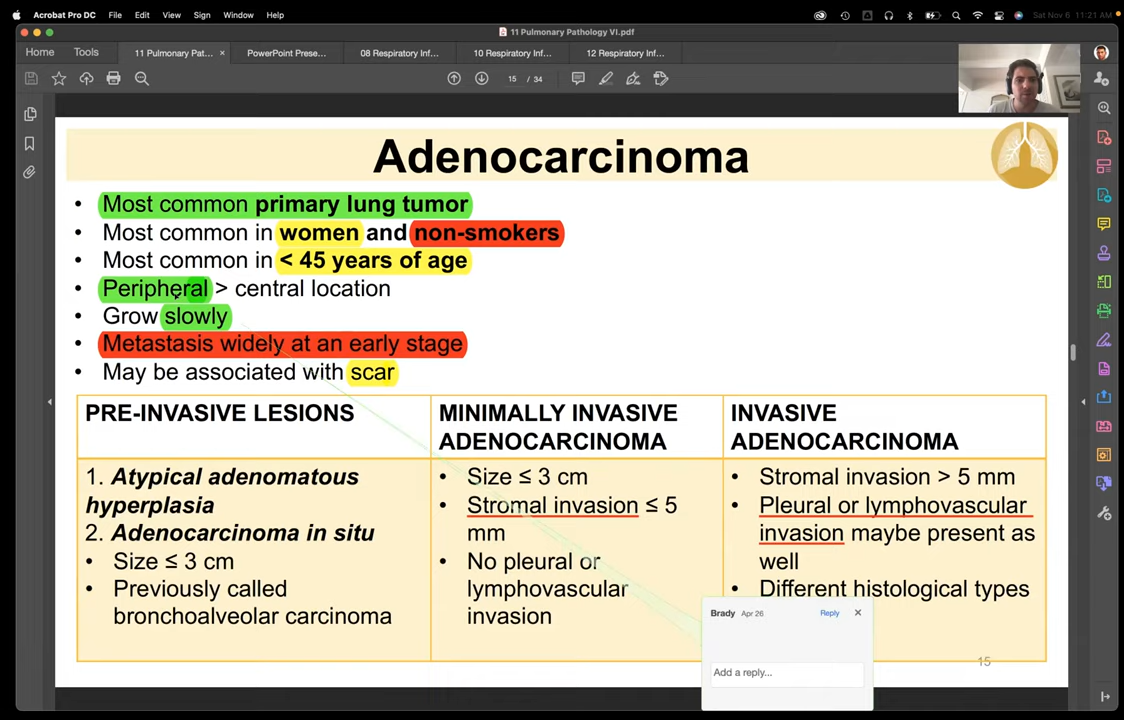 Acrobat Pro DC File Edit View Sign Window Help Sat Nov 6 11:21 AM
11 Pulmonary Pathology VI.pdf
Home Tools 11 Pulmonary Pat... × PowerPoint Prese... 08 Respiratory Inf... 10 Respiratory Inf... 12 Respiratory Inf...
15 / 34
Adenocarcinoma
• Most common primary lung tumor
• Most common in women and non-smokers
• Most common in < 45 years of age
• Peripheral > central location
• Grow slowly
• Metastasis widely at an early stage
• May be associated with scar
PRE-INVASIVE LESIONS
1. Atypical adenomatous
hyperplasia
2. Adenocarcinoma in situ
• Size ≤ 3 cm
• Previously called
bronchoalveolar carcinoma
MINIMALLY INVASIVE
ADENOCARCINOMA
• Size ≤ 3 cm
• Stromal invasion ≤ 5
mm
• No pleural or
lymphovascular
invasion
INVASIVE
ADENOCARCINOMA
• Stromal invasion > 5 mm
• Pleural or lymphovascular
invasion maybe present as
well
• Different histological types
Brady Apr 26 Reply ×
Add a reply...
15